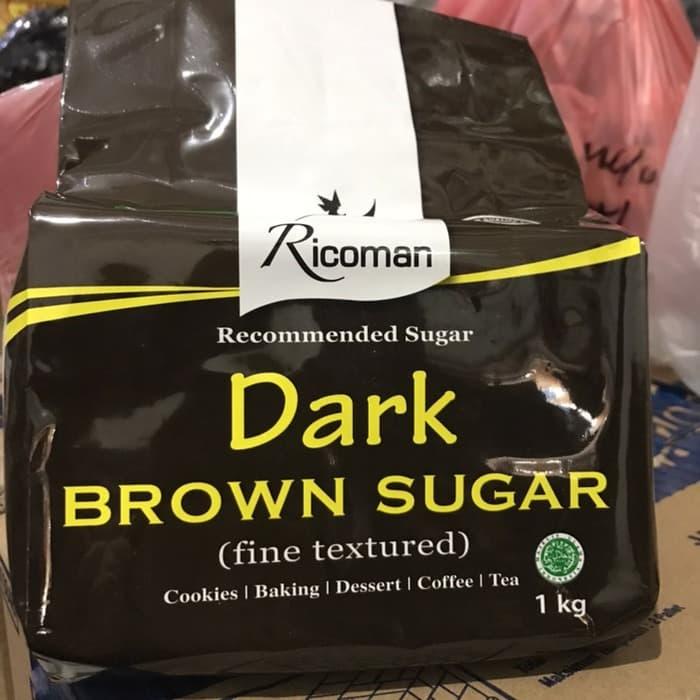 Ricoman
Recommended Sugar
Dark
BROWN SUGAR
(fine textured)
Cookies | Baking | Dessert | Coffee | Tea
1 kg